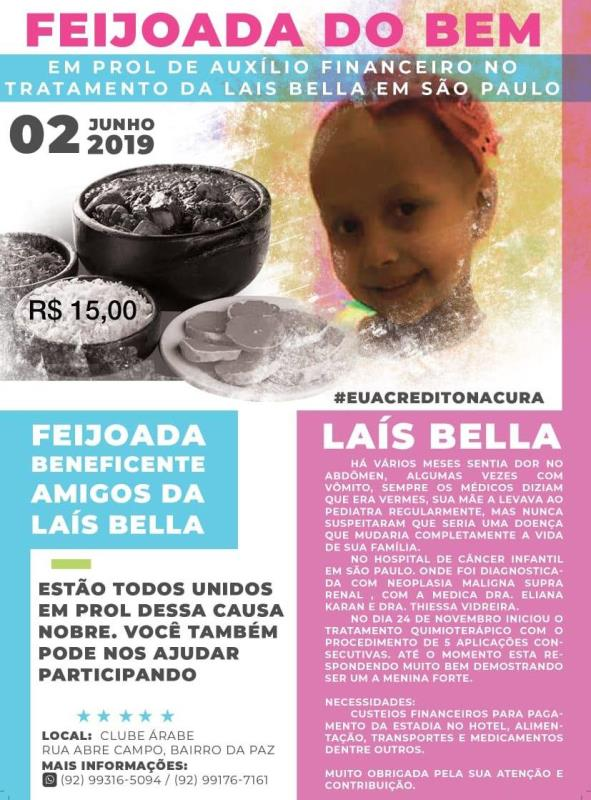 FEIJOADA DO BEM
EM PROL DE AUXÍLIO FINANCEIRO NO
TRATAMENTO DA LAIS BELLA EM SÃO PAULO
02 JUNHO
2019
R$ 15,00
#EUACREDITONACURA
FEIJOADA
BENEFICENTE
AMIGOS DA
LAÍS BELLA
ESTÃO TODOS UNIDOS
EM PROL DESSA CAUSA
NOBRE. VOCÊ TAMBÉM
PODE NOS AJUDAR
PARTICIPANDO
LOCAL: CLUBE ÁRABE
RUA ABRE CAMPO, BAIRRO DA PAZ
MAIS INFORMAÇÕES:
(92) 99316-5094 / (92) 99176-7161
LAÍS BELLA
HÁ VÁRIOS MESES SENTIA DOR NO
ABDÔMEN, ALGUMAS VEZES COM
VÔMITO, SEMPRE OS MÉDICOS DIZIAM
QUE ERA VERMES, SUA MÃE A LEVAVA AO
PEDIATRA REGULARMENTE, MAS NUNCA
SUSPEITARAM QUE SERIA UMA DOENÇA
QUE MUDARIA COMPLETAMENTE A VIDA
DE SUA FAMÍLIA.
NO HOSPITAL DE CÂNCER INFANTIL
EM SÃO PAULO. ONDE FOI DIAGNOSTICA-
DA COM NEOPLASIA MALIGNA SUPRA
RENAL , COM A MEDICA DRA. ELIANA
KARAN E DRA. THIESSA VIDREIRA.
NO DIA 24 DE NOVEMBRO INICIOU O
TRATAMENTO QUIMIOTERÁPICO COM O
PROCEDIMENTO DE 5 APLICAÇÕES CON-
SECUTIVAS. ATÉ O MOMENTO ESTA RE-
SPONDENDO MUITO BEM DEMOSTRANDO
SER UM A MENINA FORTE.
NECESSIDADES:
CUSTEIOS FINANCEIROS PARA PAGA-
MENTO DA ESTADIA NO HOTEL, ALIMEN-
TAÇÃO, TRANSPORTES E MEDICAMENTOS
DENTRE OUTROS.
MUITO OBRIGADA PELA SUA ATENÇÃO E
CONTRIBUIÇÃO.